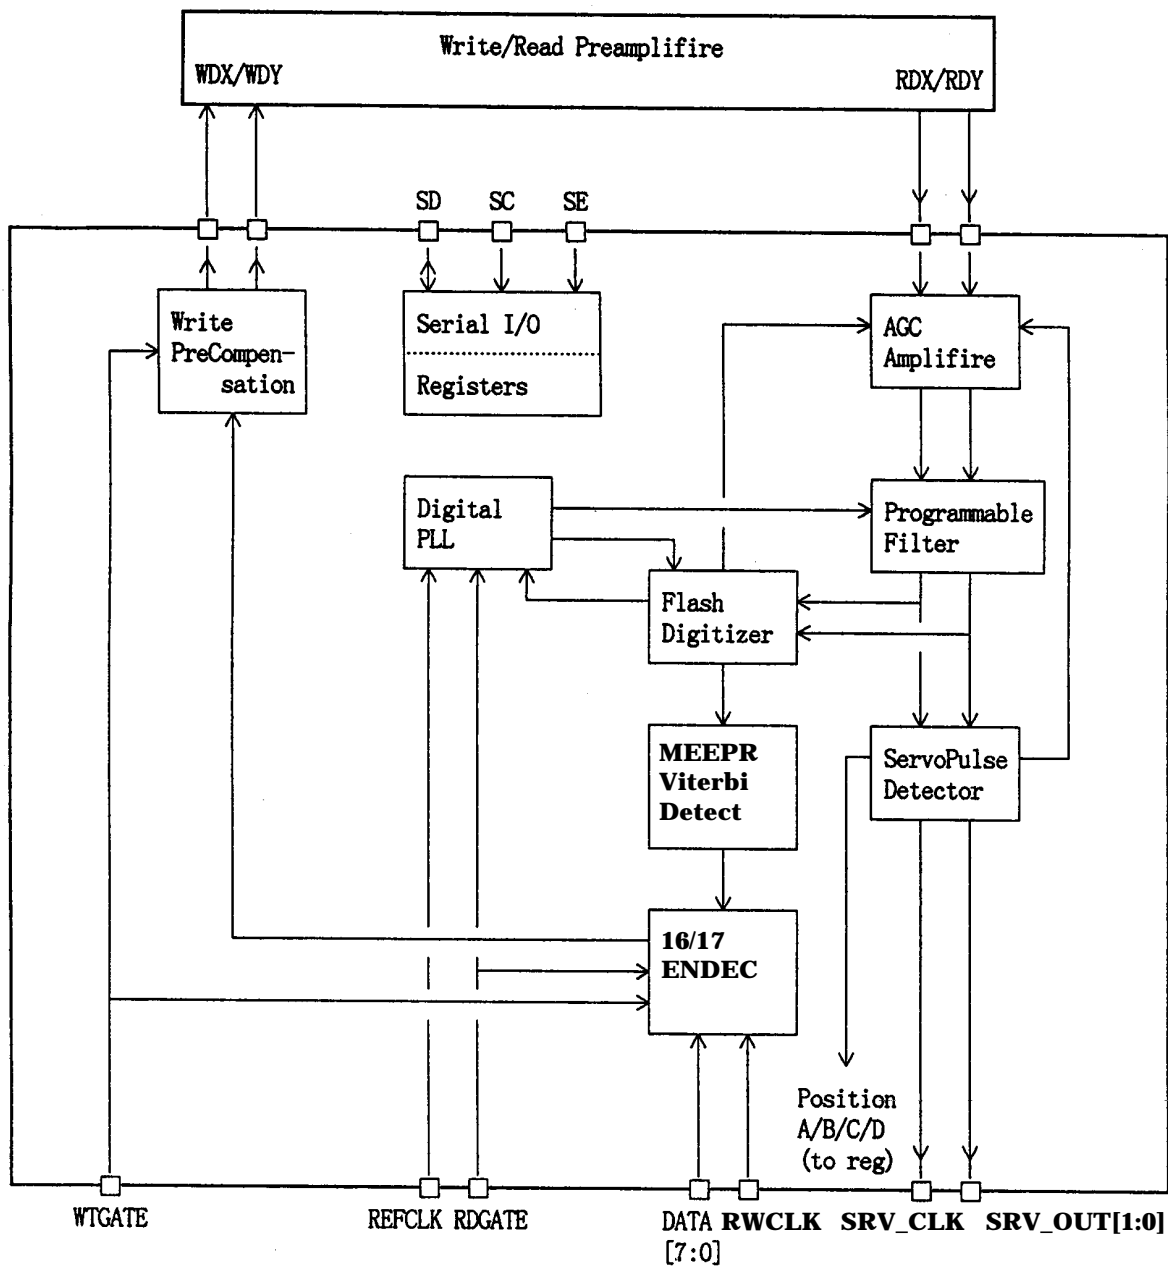 Write/Read Preamplifire
WDX/WDY
RDX/RDY
SD
SC
SE
Write
PreCompen-
sation
Serial I/O
Registers
AGC
Amplifire
Digital
PLL
Programmable
Filter
Flash
Digitizer
MEEPR
Viterbi
Detect
ServoPulse
Detector
16/17
ENDEC
Position
A/B/C/D
(to reg)
WTGATE
REFCLK
RDGATE
DATA
[7:0]
RWCLK
SRV_CLK
SRV_OUT[1:0]